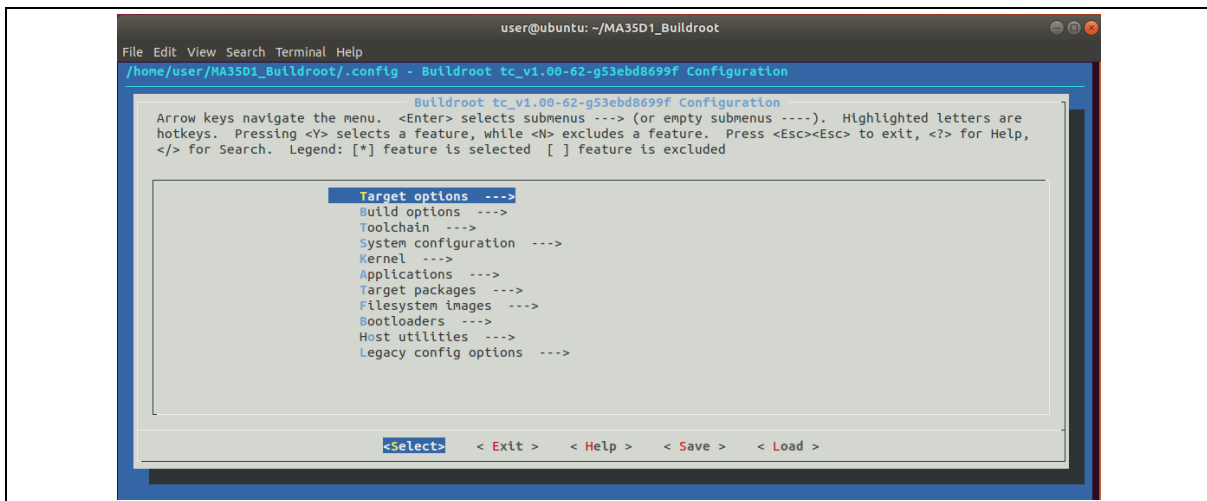 user@ubuntu: ~/MA35D1_Buildroot
File Edit View Search Terminal Help
/home/user/MA35D1_Buildroot/.config - Buildroot tc_v1.00-62-g53ebd8699f Configuration
Buildroot tc_v1.00-62-g53ebd8699f Configuration
Arrow keys navigate the menu. <Enter> selects submenus ---> (or empty submenus ----). Highlighted letters are
hotkeys. Pressing <Y> selects a feature, while <N> excludes a feature. Press <Esc><Esc> to exit, <?> for Help,
</> for Search. Legend: [*] feature is selected [ ] feature is excluded
Target options --->
Build options --->
Toolchain --->
System configuration --->
Kernel --->
Applications --->
Target packages --->
Filesystem images --->
Bootloaders --->
Host utilities --->
Legacy config options --->
<Select> < Exit > < Help > < Save > < Load >